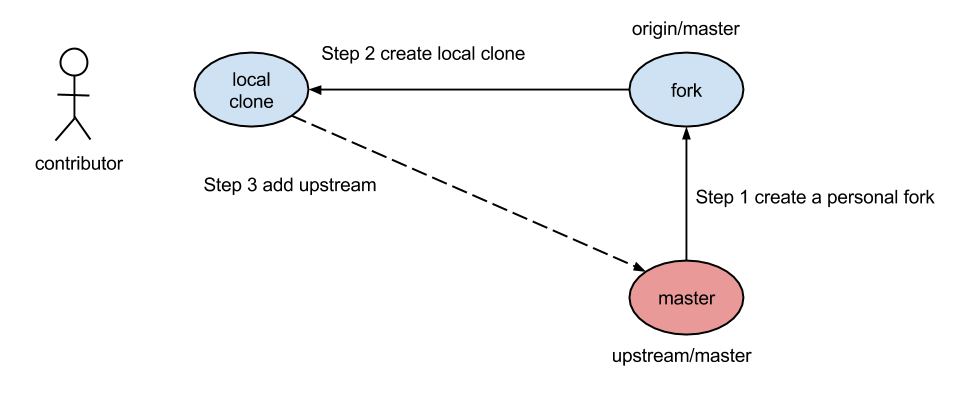 origin/master
Step 2 create local clone
local
clone
fork
contributor
Step 3 add upstream
Step 1 create a personal fork
master
upstream/master